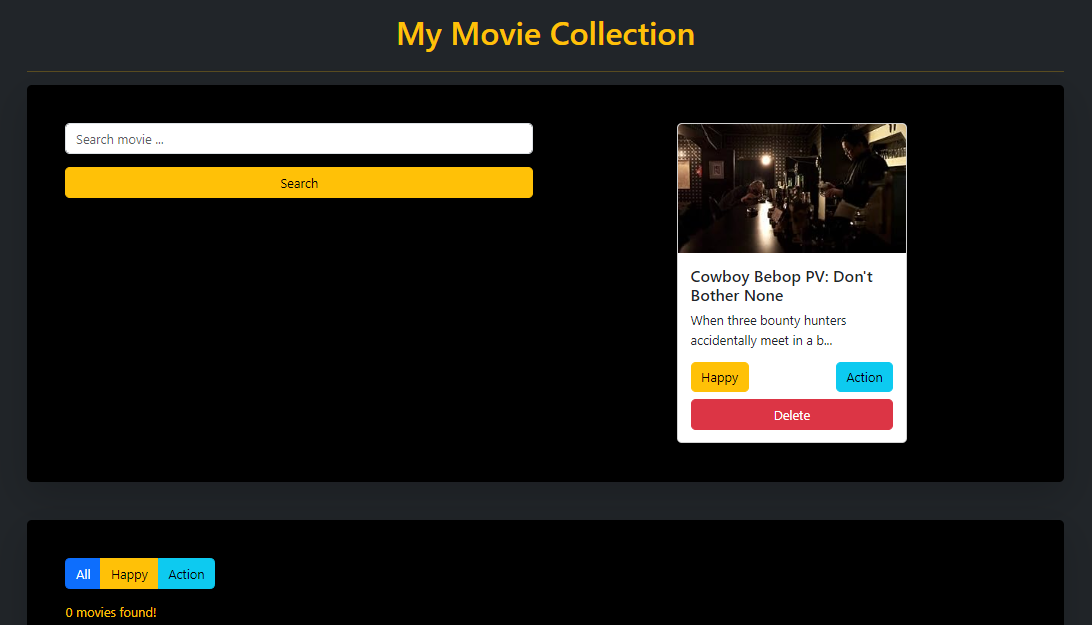 My Movie Collection
Search movie ...
Search
Cowboy Bebop PV: Don't
Bother None
When three bounty hunters
accidentally meet in a b...
Happy
Action
Delete
All
Happy
Action
0 movies found!